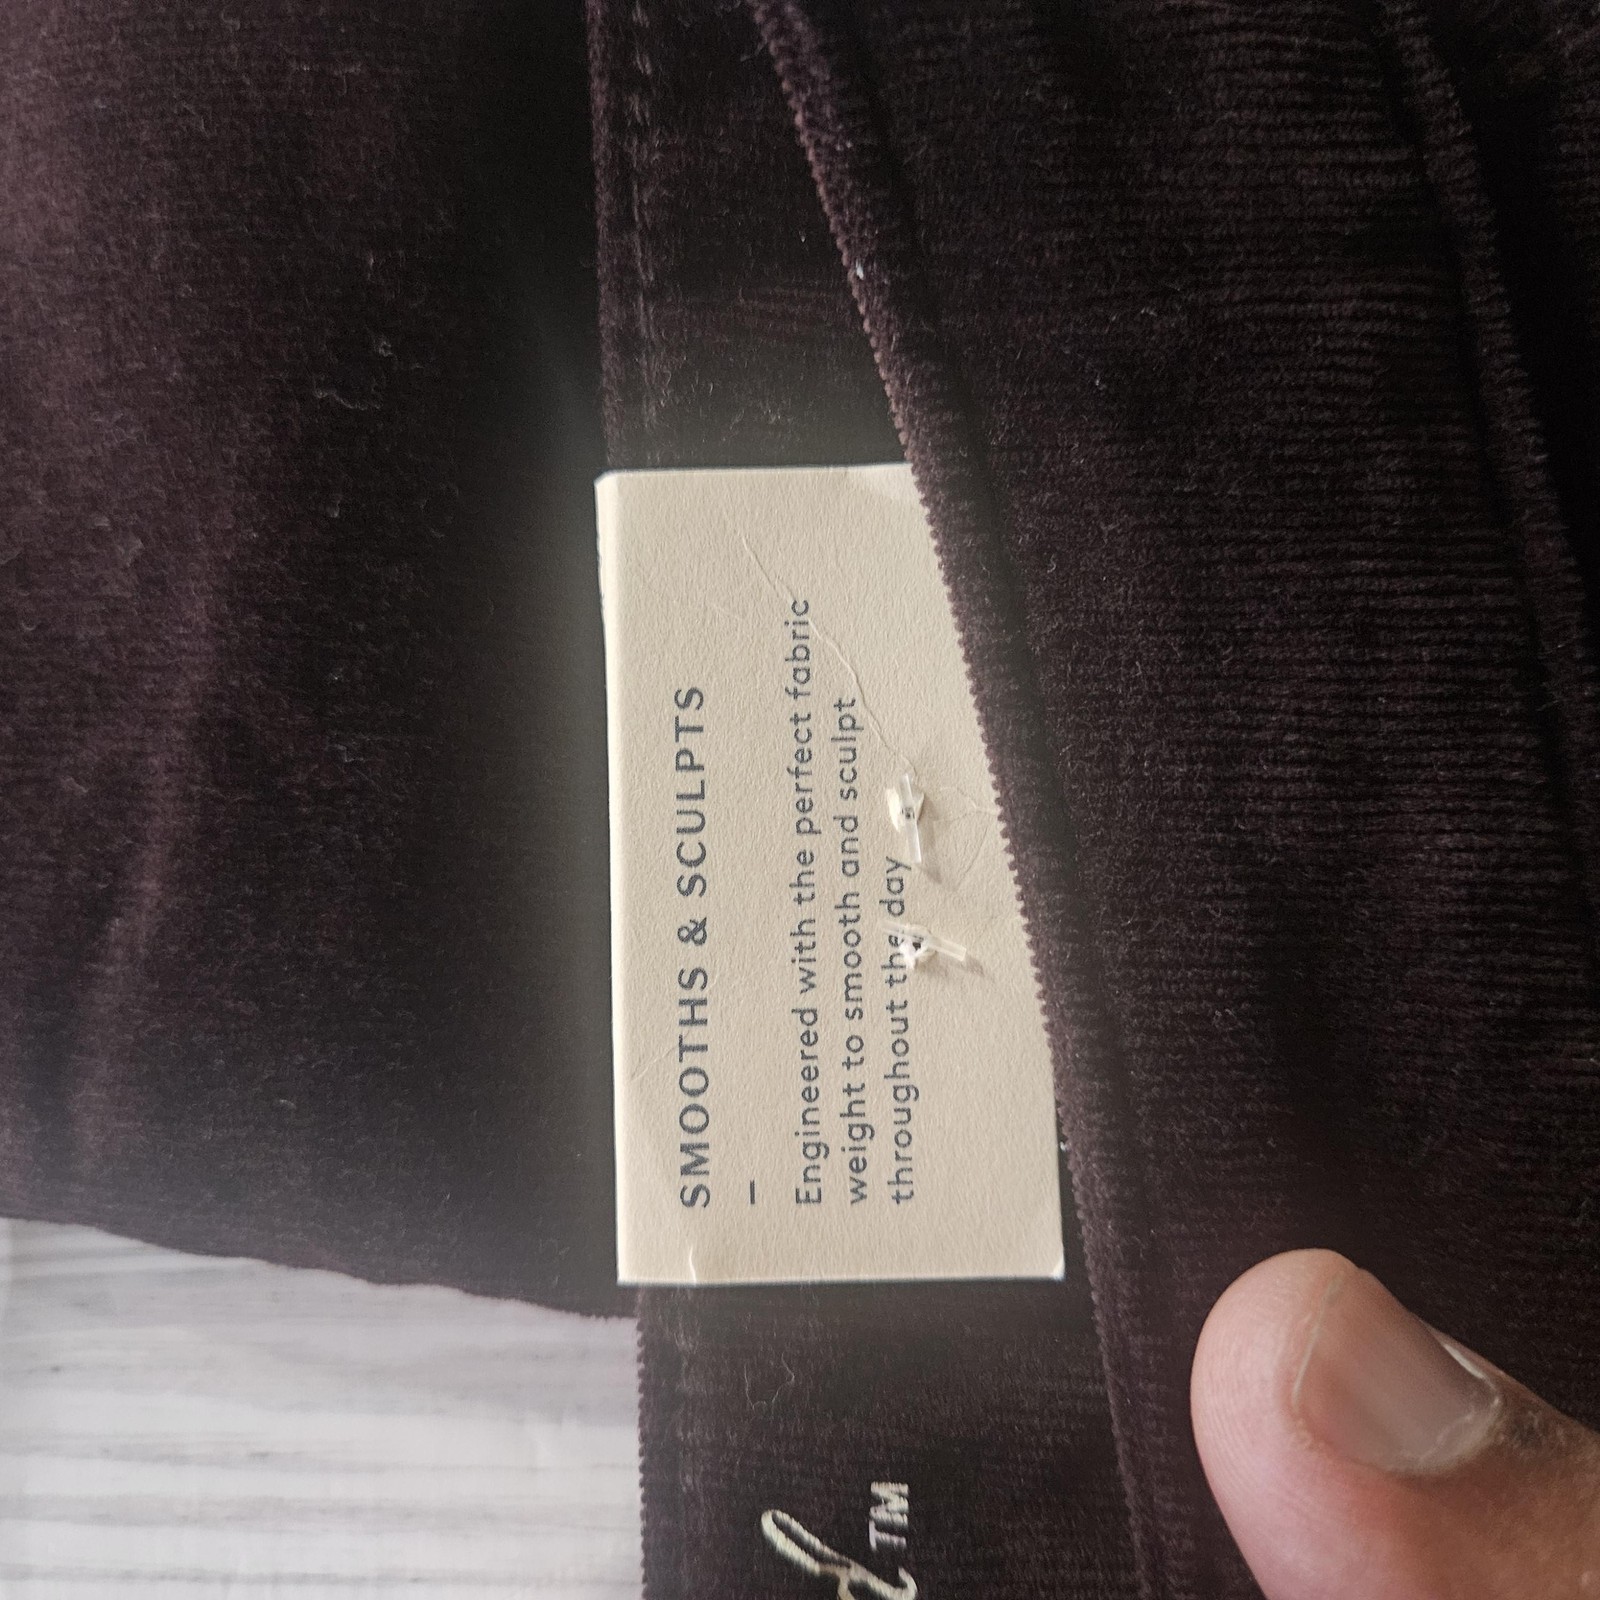 SMOOTHS & SCULPTS
–
Engineered with the perfect fabric
weight to smooth and sculpt
throughout the day
TM